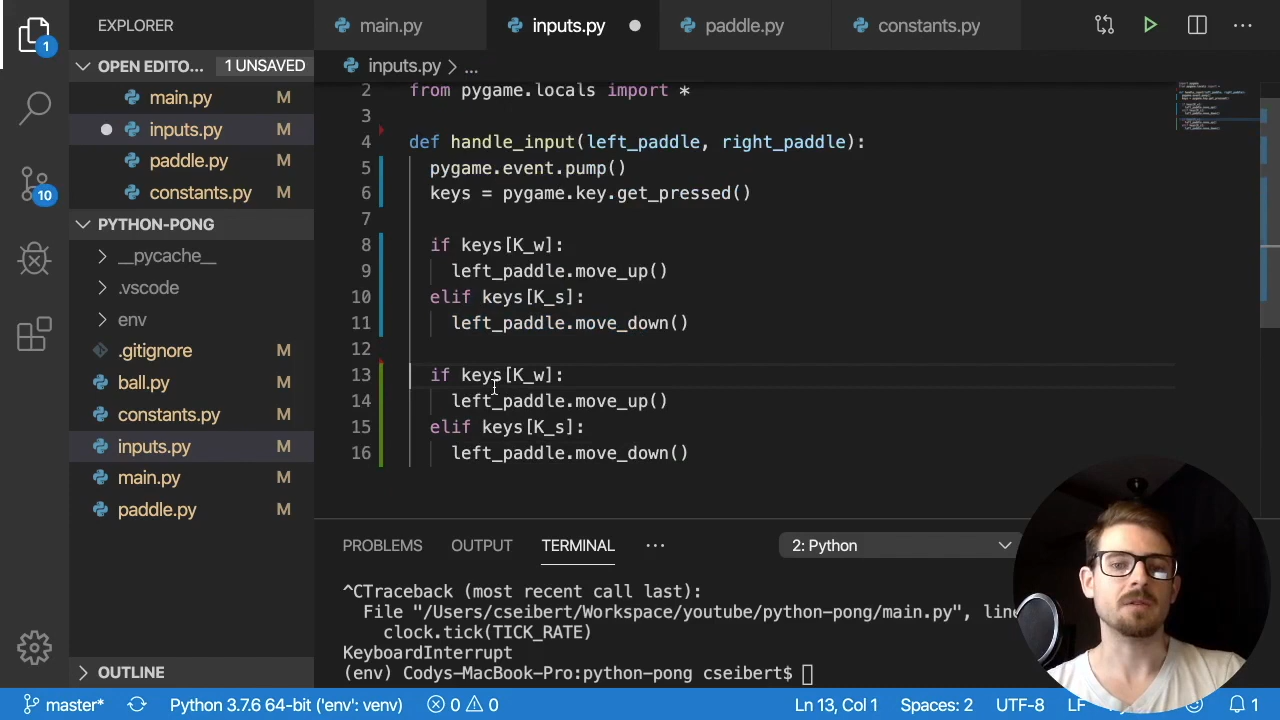 EXPLORER
main.py
inputs.py
paddle.py
constants.py
1
OPEN EDITO... 1 UNSAVED
main.py M
inputs.py M
paddle.py M
constants.py M
10
PYTHON-PONG
__pycache__
.vscode
env
.gitignore M
ball.py M
constants.py M
inputs.py M
main.py M
paddle.py M
OUTLINE
inputs.py > ...
2 from pygame.locals import *
3
4 def handle_input(left_paddle, right_paddle):
5 pygame.event.pump()
6 keys = pygame.key.get_pressed()
7
8 if keys[K_w]:
9 left_paddle.move_up()
10 elif keys[K_s]:
11 left_paddle.move_down()
12
13 if keys[K_w]:
14 left_paddle.move_up()
15 elif keys[K_s]:
16 left_paddle.move_down()
PROBLEMS OUTPUT TERMINAL ... 2: Python
^CTraceback (most recent call last):
File "/Users/cseibert/Workspace/youtube/python-pong/main.py", line
clock.tick(TICK_RATE)
KeyboardInterrupt
(env) Codys-MacBook-Pro:python-pong cseibert$
master* Python 3.7.6 64-bit ('env': venv) 0 0 Ln 13, Col 1 Spaces: 2 UTF-8 LF 1